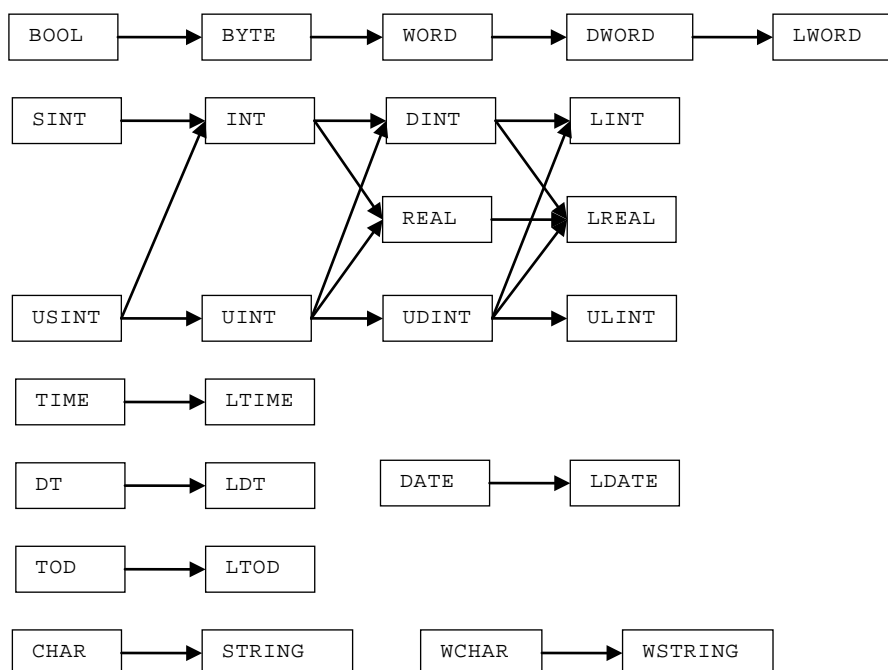 BOOL BYTE WORD DWORD LWORD
SINT INT DINT LINT
REAL LREAL
USINT UINT UDINT ULINT
TIME LTIME
DT LDT DATE LDATE
TOD LTOD
CHAR STRING WCHAR WSTRING